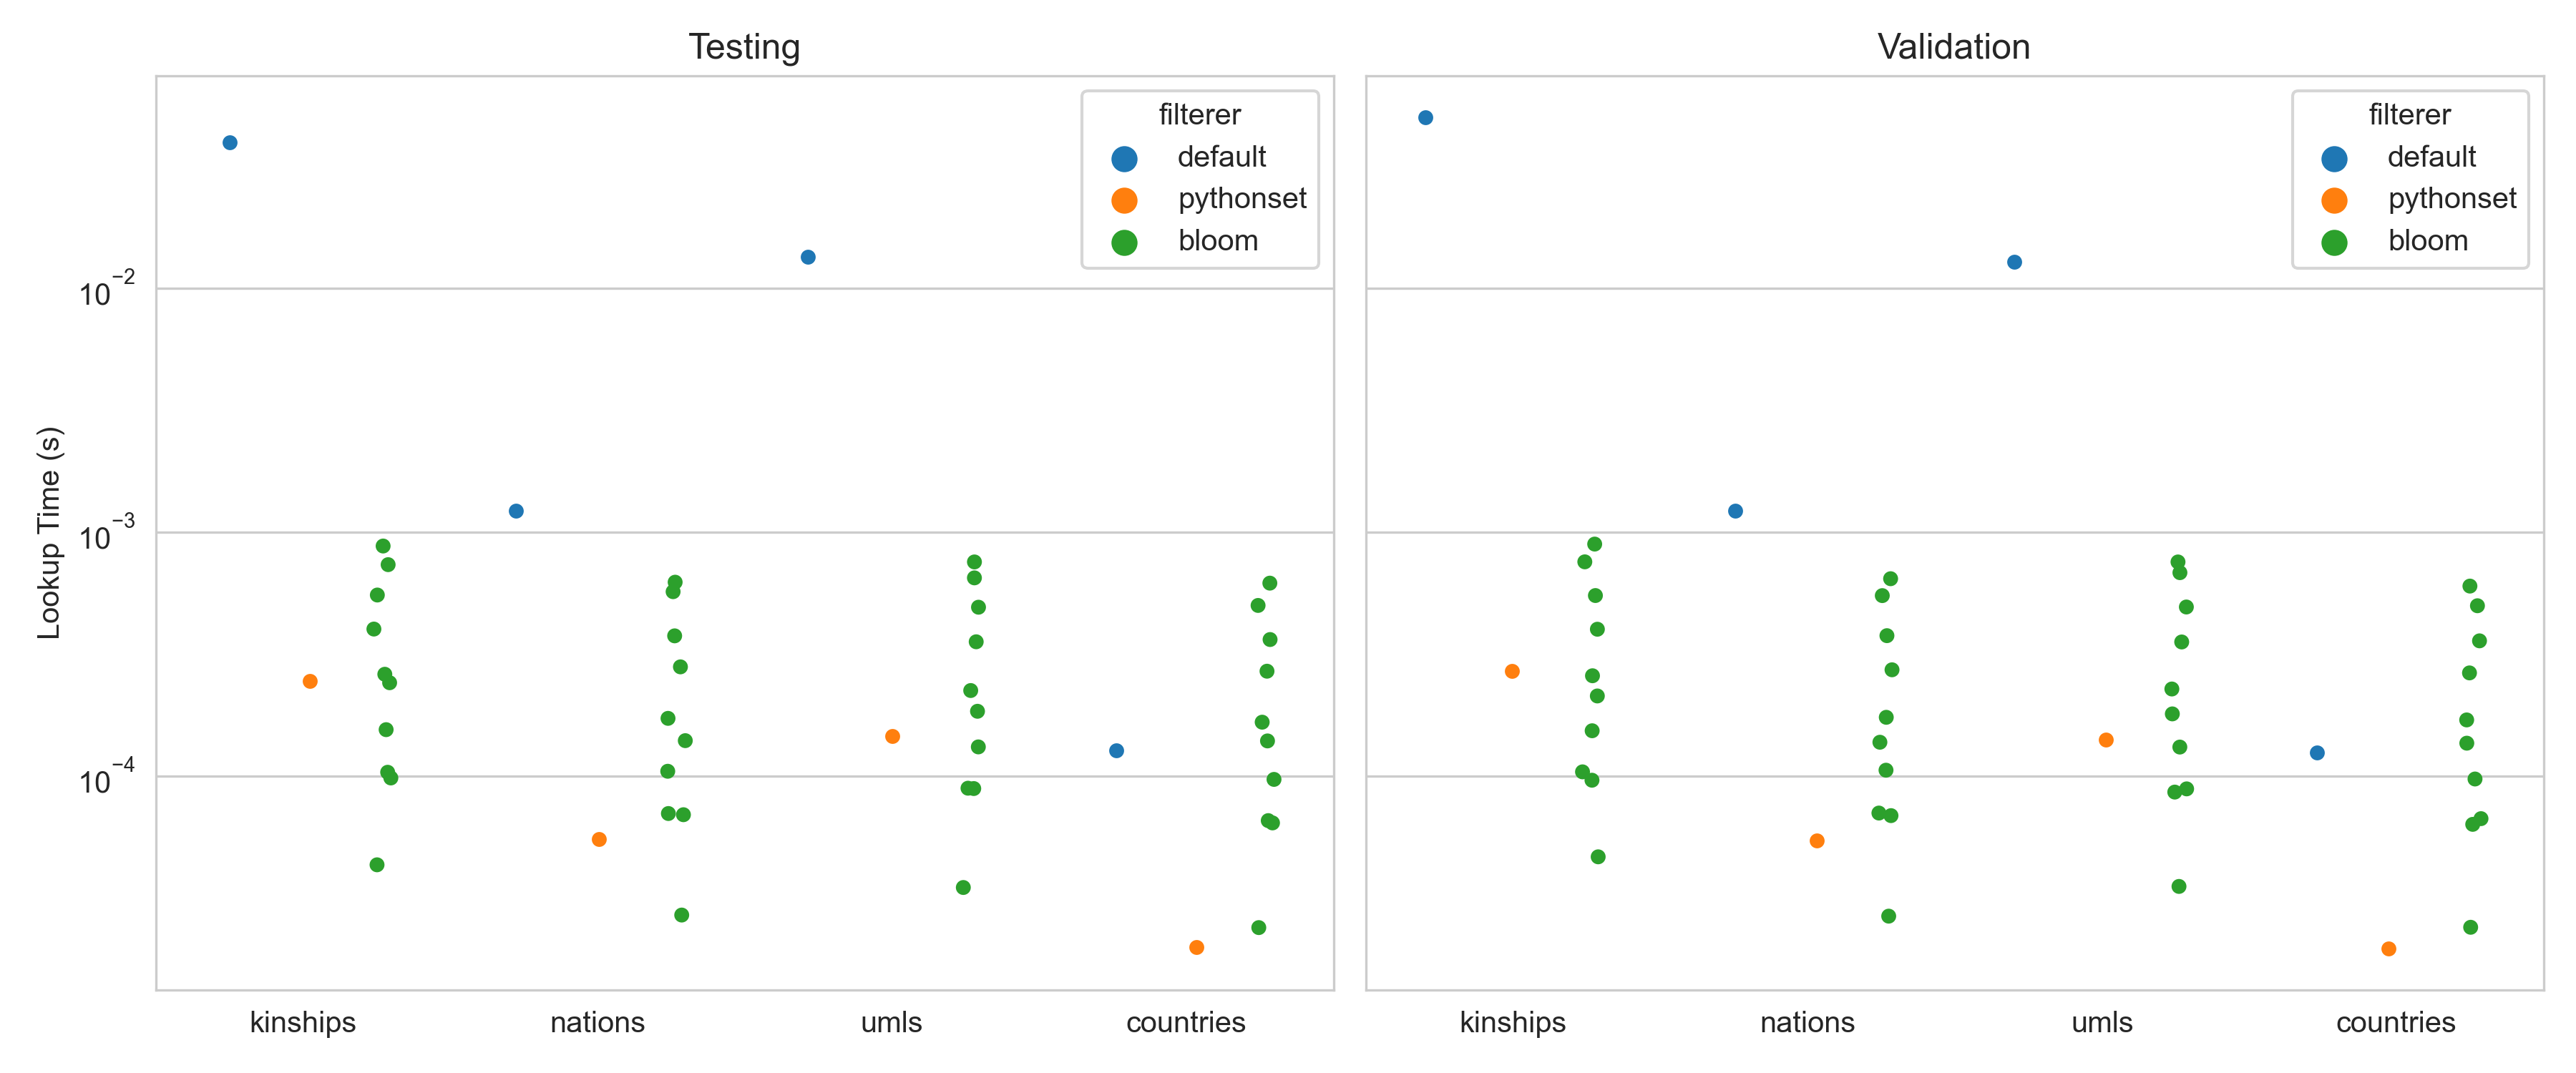 Testing
Validation
filterer
default
pythonset
bloom
filterer
default
pythonset
bloom
Lookup Time (s)
10⁻²
10⁻³
10⁻⁴
kinships
nations
umls
countries
kinships
nations
umls
countries